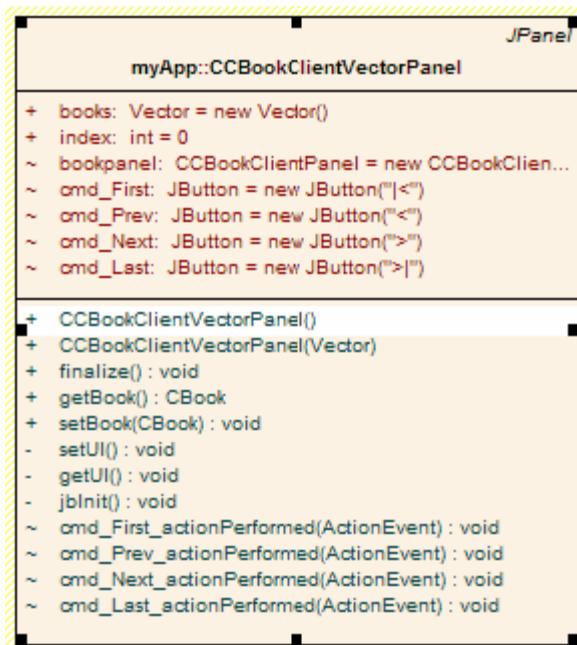 JPanel
myApp::CCBookClientVectorPanel
+ books: Vector = new Vector()
+ index: int = 0
~ bookpanel: CCBookClientPanel = new CCBookClien...
~ cmd_First: JButton = new JButton("|<")
~ cmd_Prev: JButton = new JButton("<")
~ cmd_Next: JButton = new JButton(">")
~ cmd_Last: JButton = new JButton(">|")
+ CCBookClientVectorPanel()
+ CCBookClientVectorPanel(Vector)
+ finalize() : void
+ getBook() : CBook
+ setBook(CBook) : void
- setUI() : void
- getUI() : void
- jbInit() : void
~ cmd_First_actionPerformed(ActionEvent) : void
~ cmd_Prev_actionPerformed(ActionEvent) : void
~ cmd_Next_actionPerformed(ActionEvent) : void
~ cmd_Last_actionPerformed(ActionEvent) : void